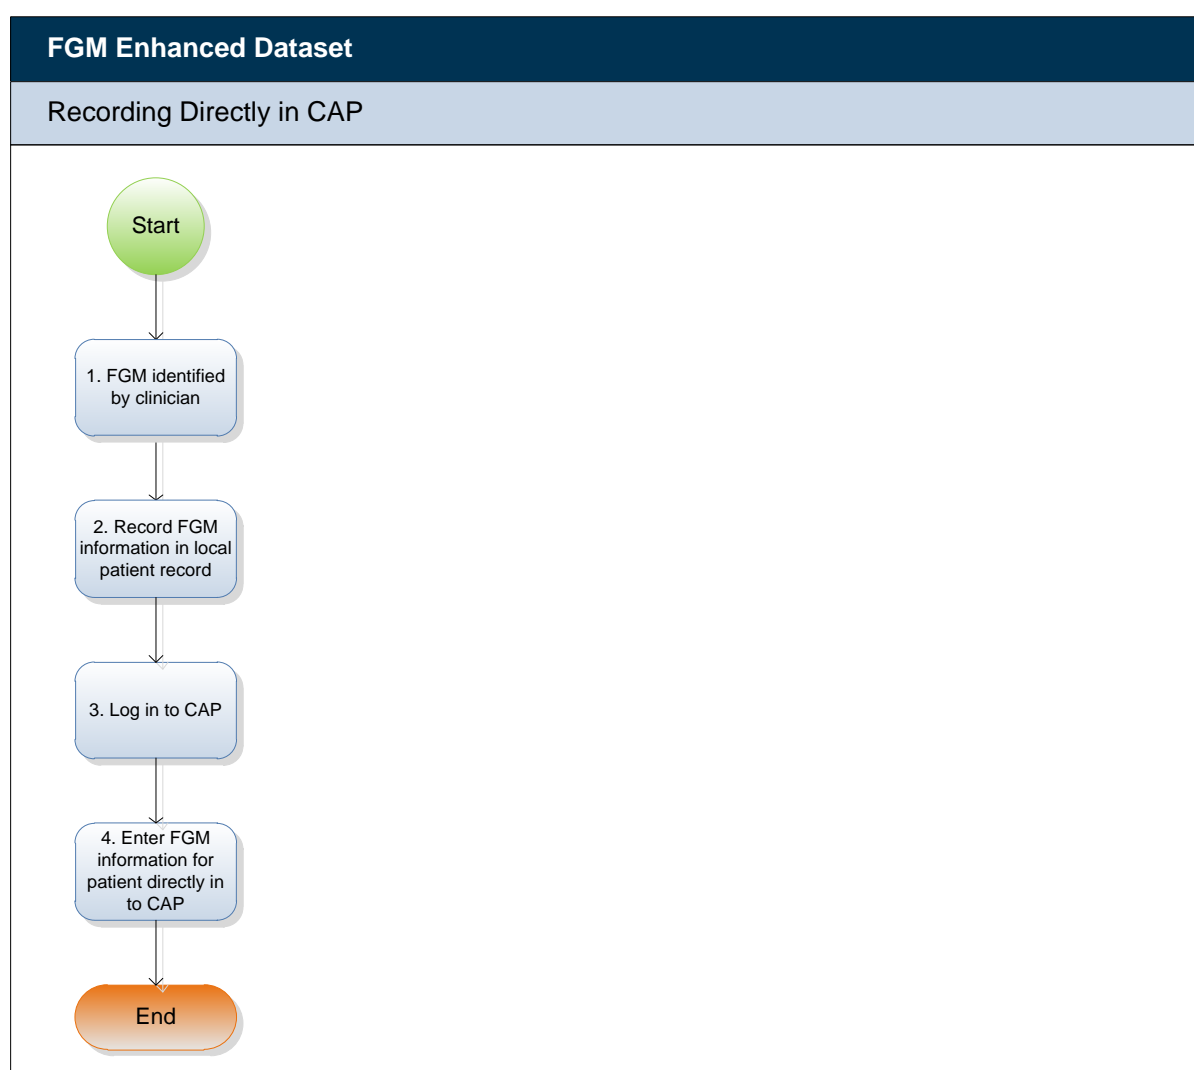 FGM Enhanced Dataset
Recording Directly in CAP
Start
1. FGM identified
by clinician
2. Record FGM
information in local
patient record
3. Log in to CAP
4. Enter FGM
information for
patient directly in
to CAP
End